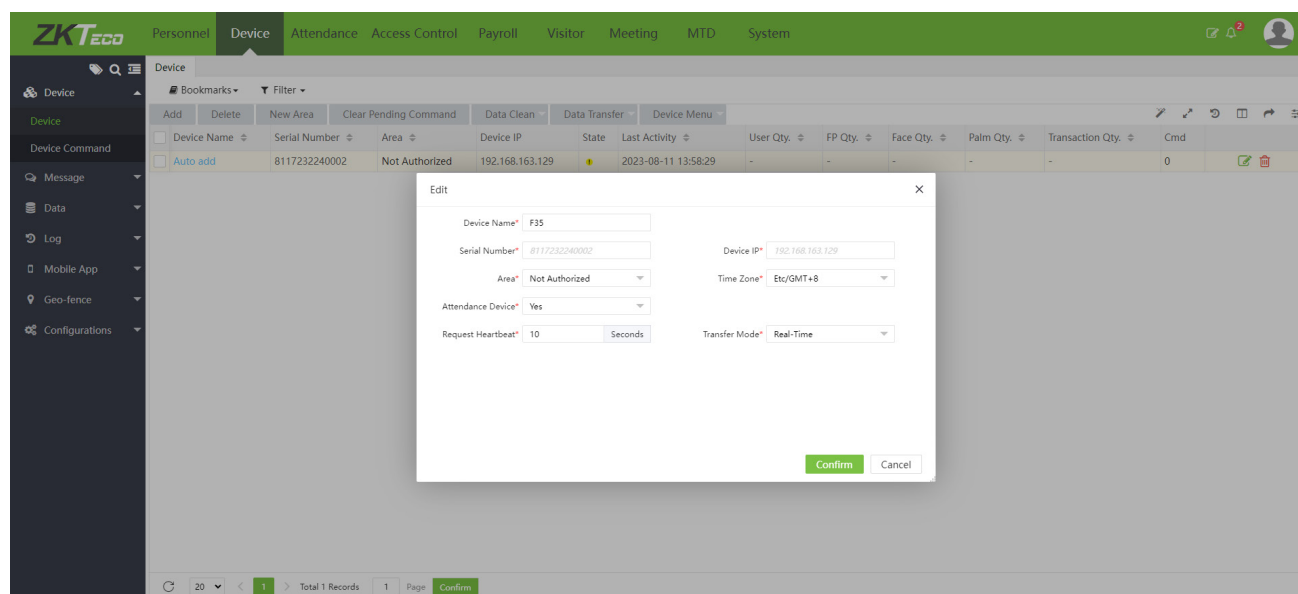 ZKTECO Personnel Device Attendance Access Control Payroll Visitor Meeting MTD System 2
Device
Device
Bookmarks Filter
Add Delete New Area Clear Pending Command Data Clean Data Transfer Device Menu
Device
Device Name Serial Number Area Device IP State Last Activity User Qty. FP Qty. Face Qty. Palm Qty. Transaction Qty. Cmd
Device Command
Auto add 8117232240002 Not Authorized 192.168.163.129 2023-08-11 13:58:29 - - - - - 0
Message
Data
Log
Mobile App
Geo-fence
Configurations
Edit
Device Name* F35
Serial Number* 8117232240002 Device IP* 192.168.163.129
Area* Not Authorized Time Zone* Etc/GMT+8
Attendance Device* Yes
Request Heartbeat* 10 Seconds Transfer Mode* Real-Time
Confirm Cancel
20 1 Total 1 Records 1 Page Confirm